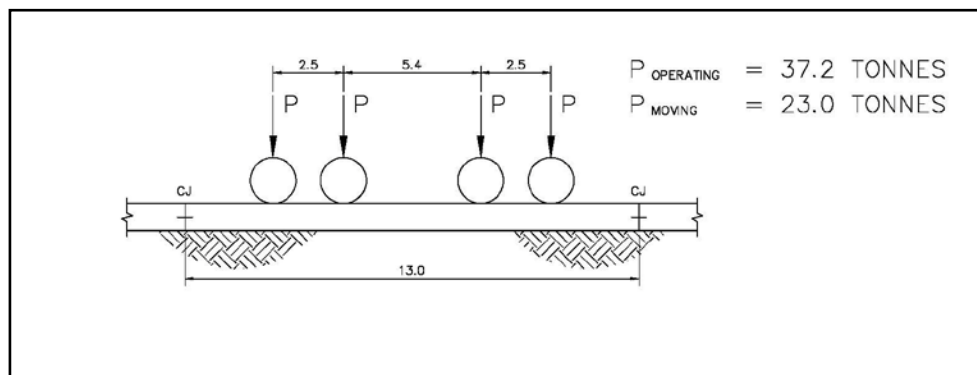 2.5 5.4 2.5
P OPERATING = 37.2 TONNES
P MOVING = 23.0 TONNES
P P P P
CJ CJ
13.0